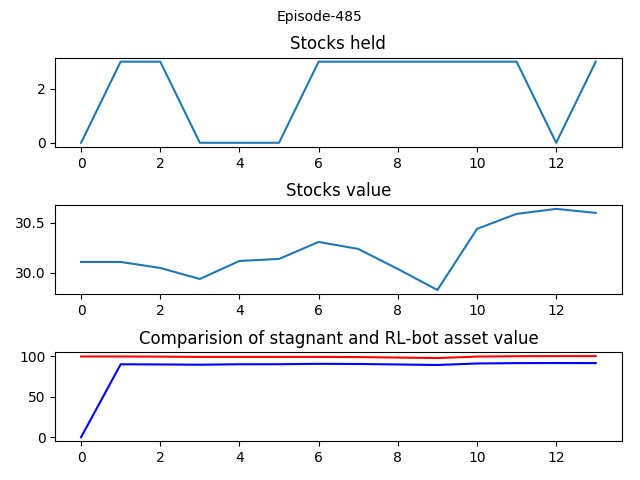 Episode-485
Stocks held
2
0
0 2 4 6 8 10 12
Stocks value
30.5
30.0
0 2 4 6 8 10 12
Comparision of stagnant and RL-bot asset value
100
50
0
0 2 4 6 8 10 12